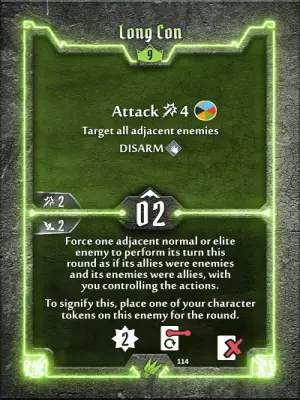 Long Con
9
Attack 4
Target all adjacent enemies
DISARM
2
02
2
Force one adjacent normal or elite
enemy to perform its turn this
round as if its allies were enemies
and its enemies were allies, with
you controlling the actions.
To signify this, place one of your character
tokens on this enemy for the round.
2
114